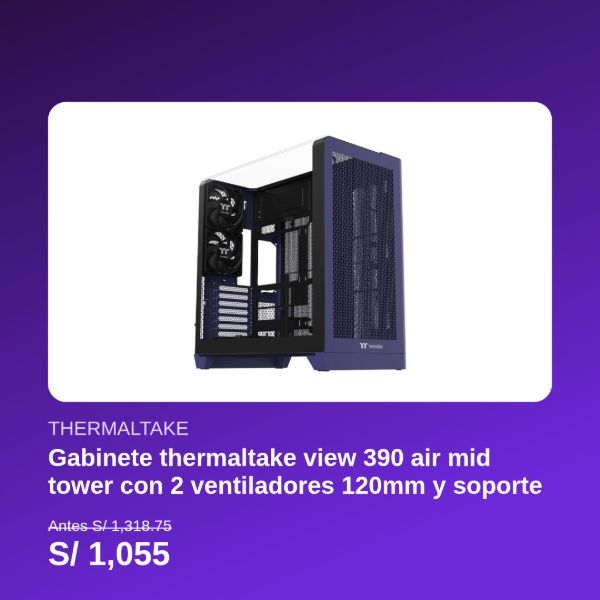 thermaltake
THERMALTAKE
Gabinete thermaltake view 390 air mid
tower con 2 ventiladores 120mm y soporte
Antes S/ 1,318.75
S/ 1,055